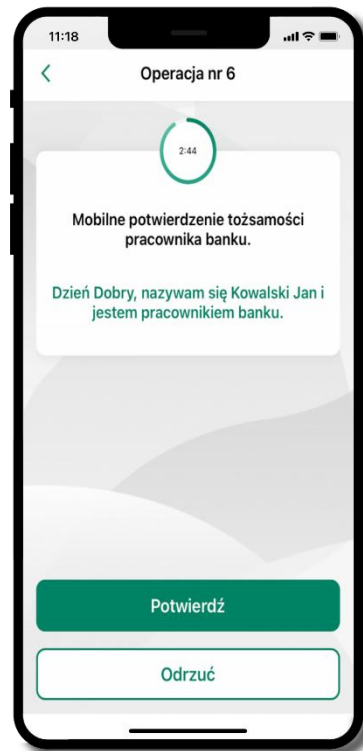 11:18
Operacja nr 6
2:44
Mobilne potwierdzenie tożsamości
pracownika banku.
Dzień Dobry, nazywam się Kowalski Jan i
jestem pracownikiem banku.
Potwierdź
Odrzuć